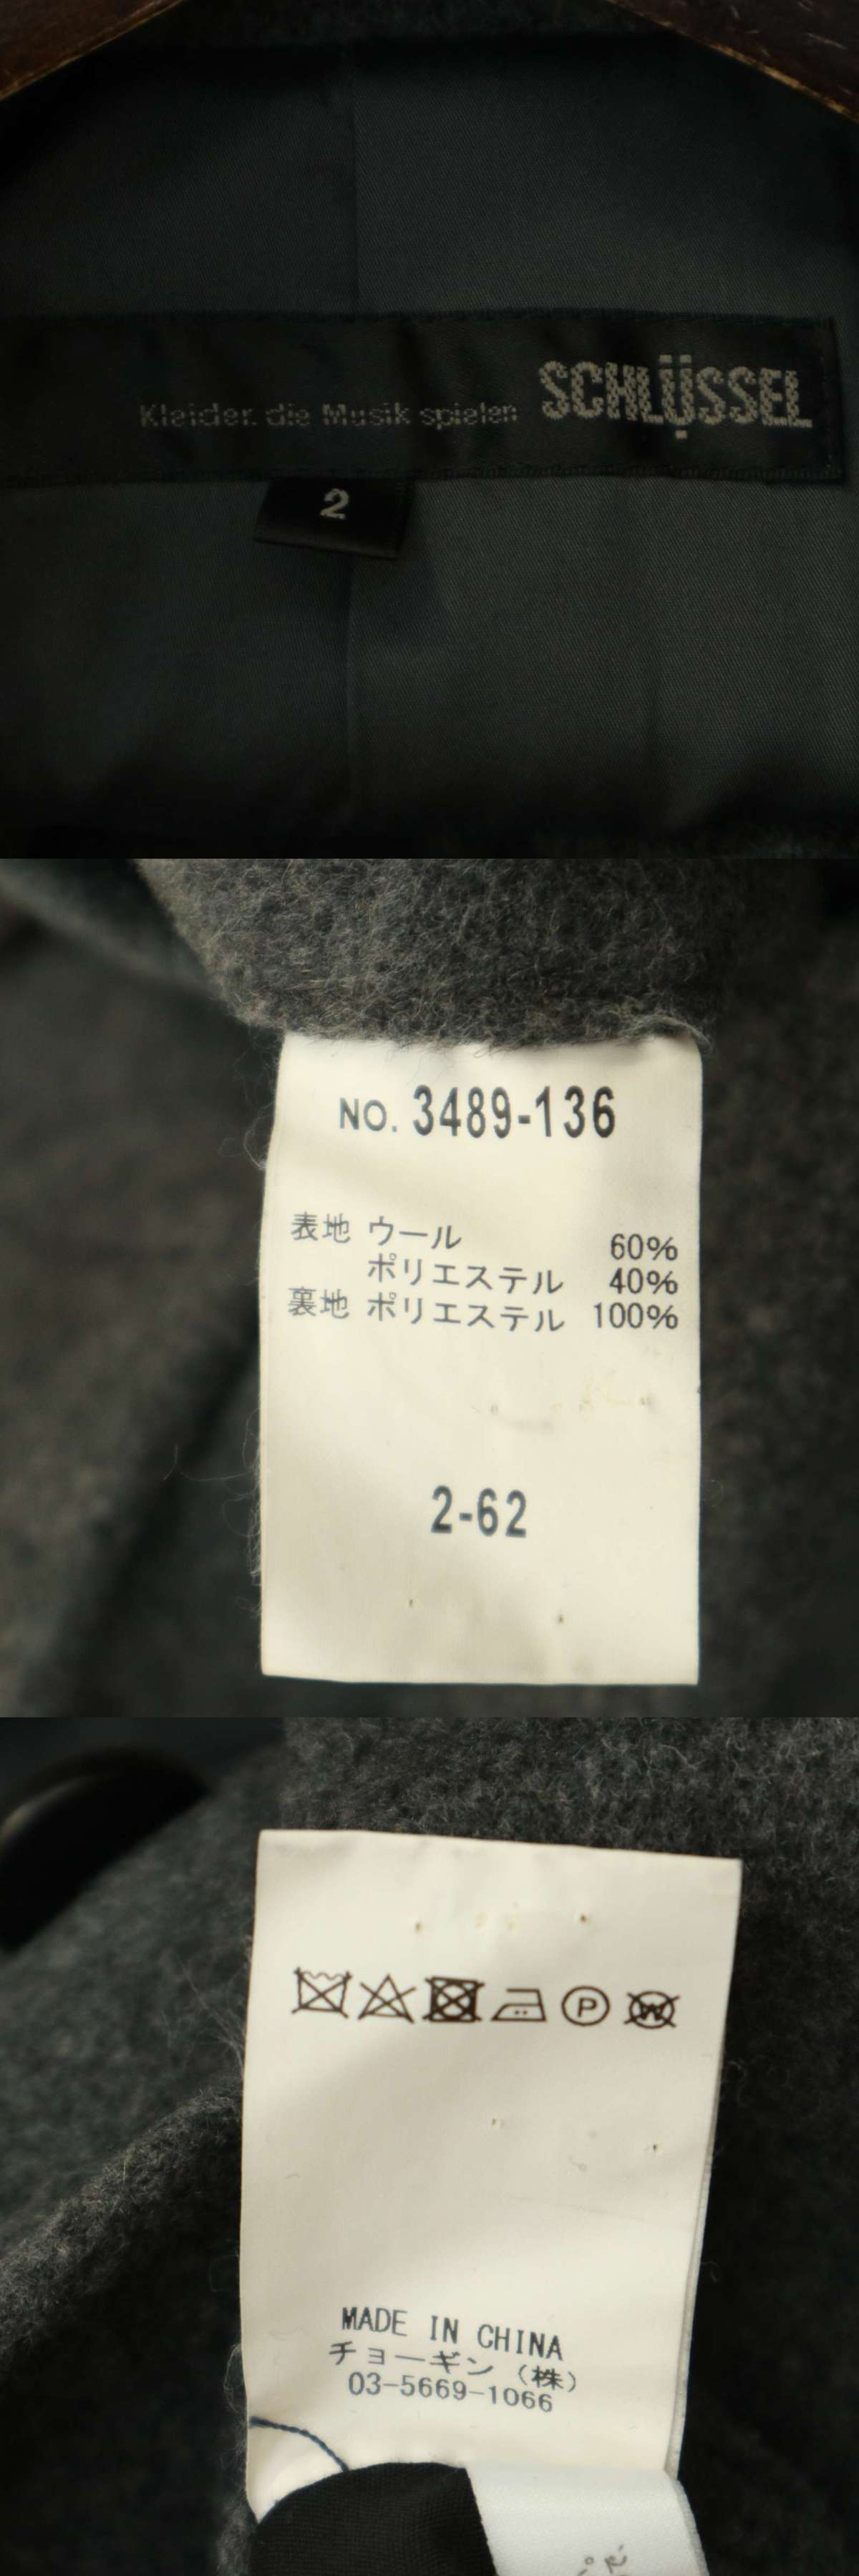 Kleider. die Musik spielen SCHLÜSSEL
2
NO. 3489-136
表地 ウール 60%
ポリエステル 40%
裏地 ポリエステル 100%
2-62
P W
MADE IN CHINA
チョーギン（株）
03-5669-1066